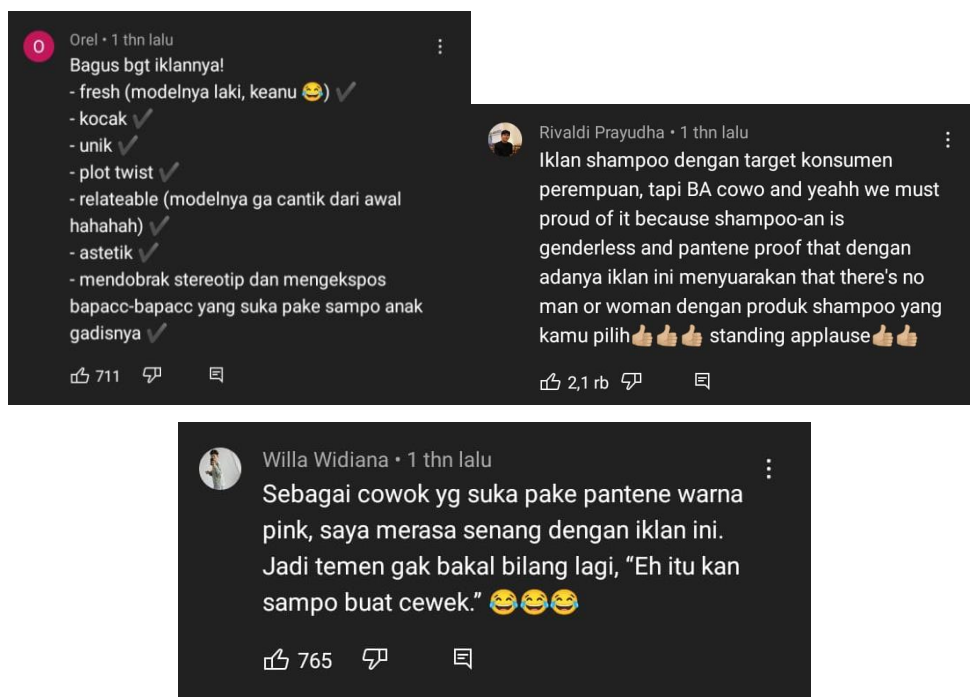 O
Orel • 1 thn lalu
Bagus bgt iklannya!
- fresh (modelnya laki, keanu 😂) ✔
- kocak ✔
- unik ✔
- plot twist ✔
- relateable (modelnya ga cantik dari awal
hahahah) ✔
- astetik ✔
- mendobrak stereotip dan mengekspos
bapacc-bapacc yang suka pake sampo anak
gadisnya ✔
711
Rivaldi Prayudha • 1 thn lalu
Iklan shampoo dengan target konsumen
perempuan, tapi BA cowo and yeahh we must
proud of it because shampoo-an is
genderless and pantene proof that dengan
adanya iklan ini menyuarakan that there's no
man or woman dengan produk shampoo yang
kamu pilih👍🏼👍🏼👍🏼 standing applause👍🏼👍🏼
2,1 rb
Willa Widiana • 1 thn lalu
Sebagai cowok yg suka pake pantene warna
pink, saya merasa senang dengan iklan ini.
Jadi temen gak bakal bilang lagi, “Eh itu kan
sampo buat cewek.” 😂😂😂
765